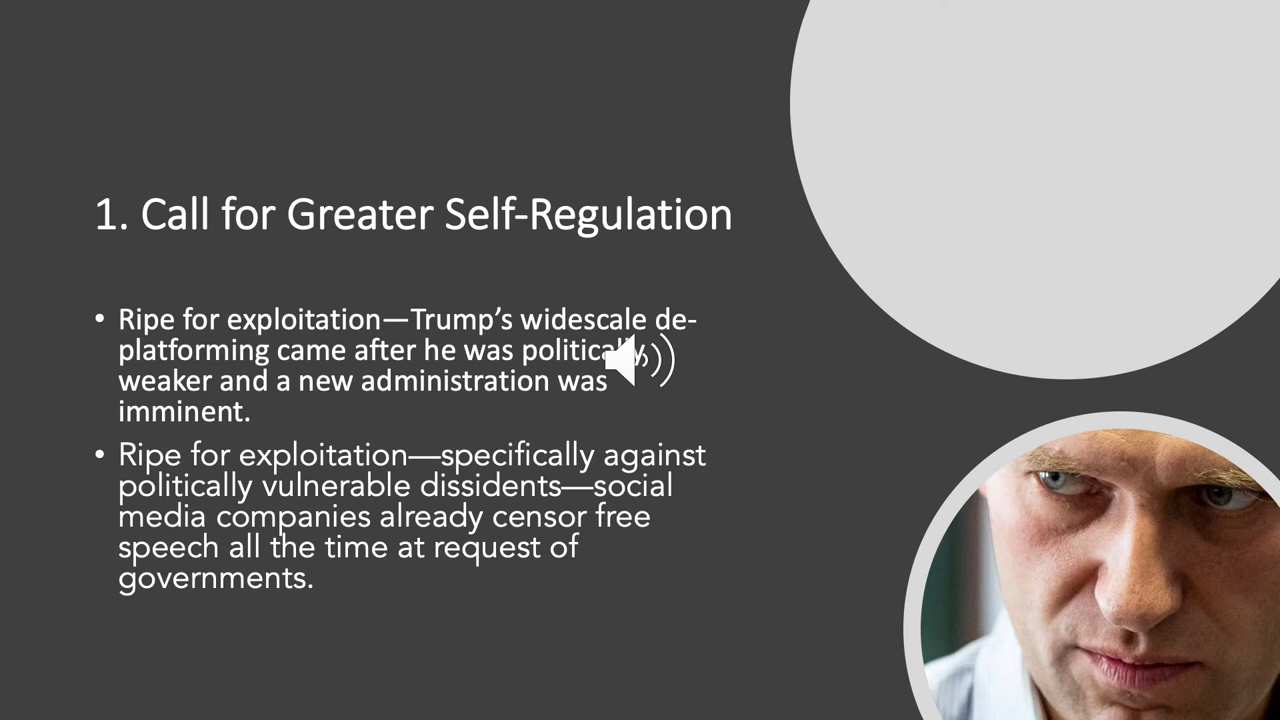 1. Call for Greater Self-Regulation
• Ripe for exploitation—Trump's widescale de-
platforming came after he was politically
weaker and a new administration was
imminent.
• Ripe for exploitation—specifically against
politically vulnerable dissidents—social
media companies already censor free
speech all the time at request of
governments.